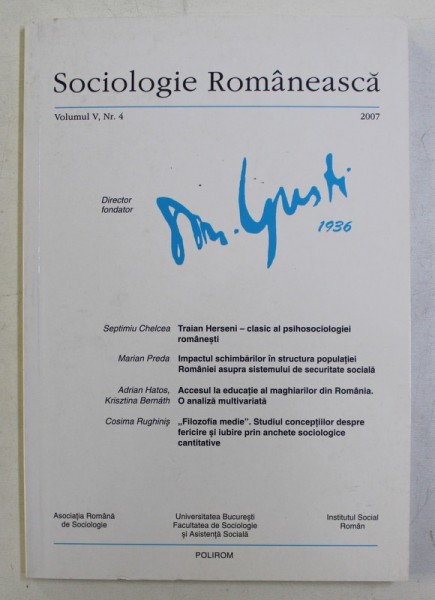 Sociologie Românească
Volumul V, Nr. 4 2007
Director
fondator
Dim. Gusti
1936
Septimiu Chelcea Traian Herseni – clasic al psihosociologiei
românești
Marian Preda Impactul schimbărilor în structura populației
României asupra sistemului de securitate socială
Adrian Hatos, Accesul la educație al maghiarilor din România.
Krisztina Bernáth O analiză multivariată
Cosima Rughiniș „Filozofia medie”. Studiul concepțiilor despre
fericire și iubire prin anchete sociologice
cantitative
Asociația Română Universitatea București Institutul Social
de Sociologie Facultatea de Sociologie Român
și Asistență Socială
POLIROM